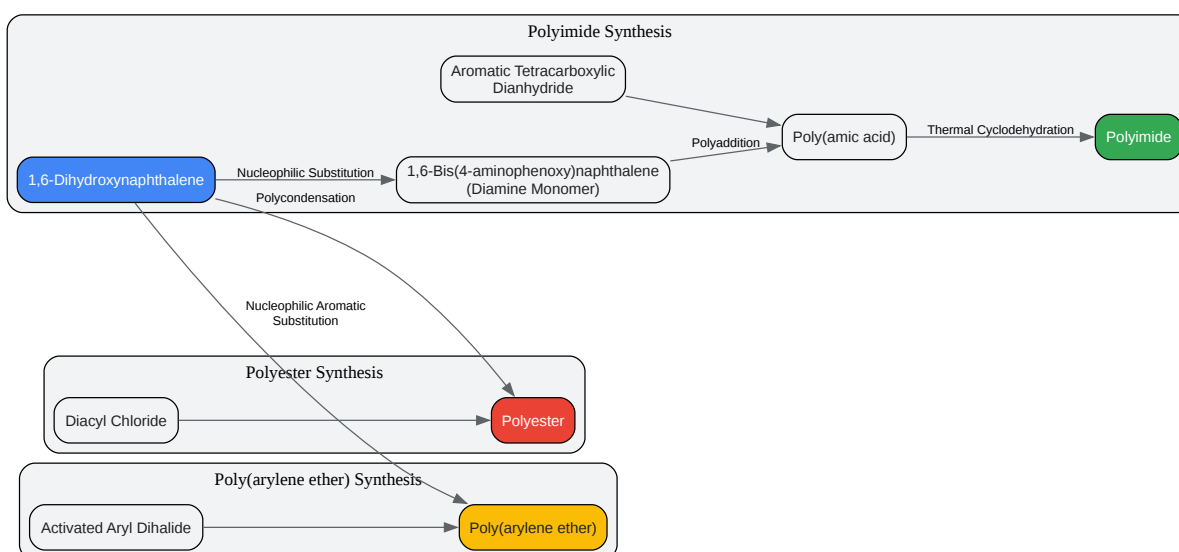 Polyimide Synthesis
Aromatic Tetracarboxylic
Dianhydride
Poly(amic acid)
Thermal Cyclodehydration
Polyimide
Polyaddition
1,6-Dihydroxynaphthalene
Nucleophilic Substitution
1,6-Bis(4-aminophenoxy)naphthalene
(Diamine Monomer)
Polycondensation
Nucleophilic Aromatic
Substitution
Polyester Synthesis
Diacyl Chloride
Polyester
Poly(arylene ether) Synthesis
Activated Aryl Dihalide
Poly(arylene ether)